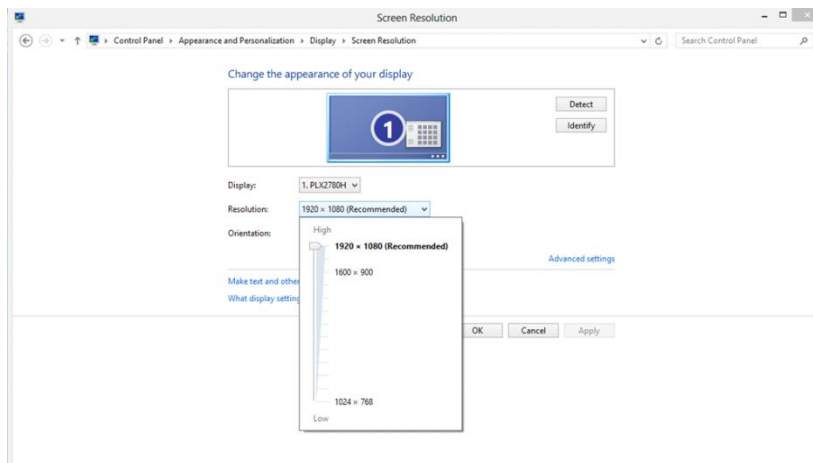 Screen Resolution
Control Panel Appearance and Personalization Display Screen Resolution
Search Control Panel
Change the appearance of your display
1
Detect
Identify
Display: 1. PLX2780H
Resolution: 1920 × 1080 (Recommended)
Orientation:
High
1920 × 1080 (Recommended)
1600 × 900
Advanced settings
Make text and other
What display setting
OK Cancel Apply
1024 × 768
Low